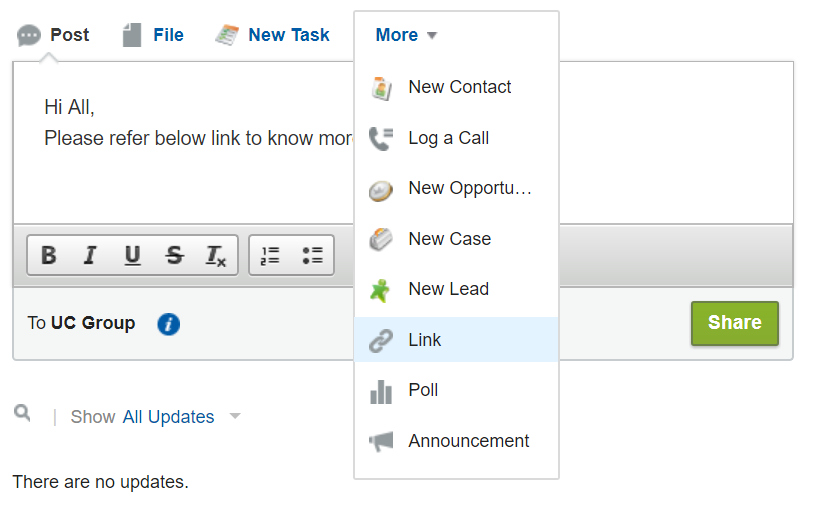 Post File New Task More
Hi All,
Please refer below link to know mor
New Contact
Log a Call
New Opportu…
New Case
New Lead
Link
Poll
Announcement
B I U S Tx
To UC Group
Share
Show All Updates
There are no updates.